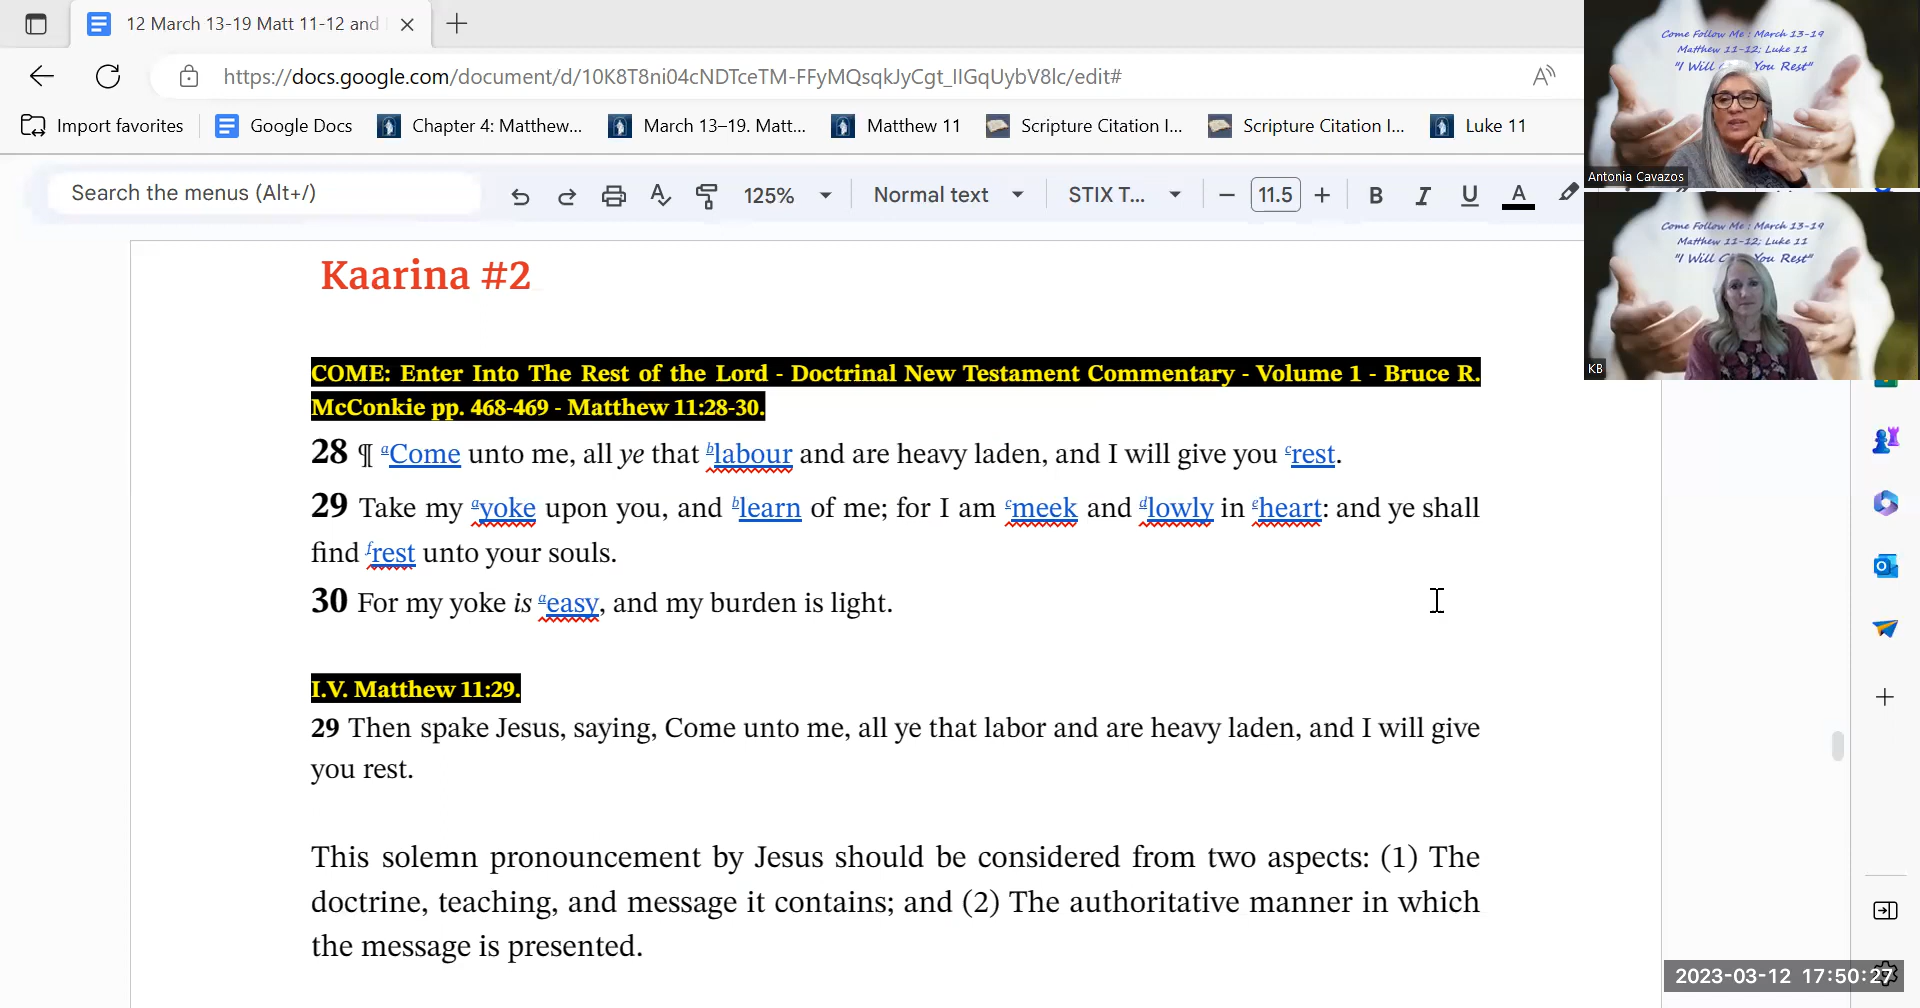 12 March 13-19 Matt 11-12 and
https://docs.google.com/document/d/10K8T8ni04cNDTceTM-FFyMQsqkJyCgt_IIGqUybV8lc/edit#
Import favorites Google Docs Chapter 4: Matthew... March 13–19. Matt... Matthew 11 Scripture Citation I... Scripture Citation I... Luke 11
Search the menus (Alt+/) 125% Normal text STIX T... 11.5 B I U A
Come Follow Me : March 13-19
Matthew 11-12; Luke 11
"I Will You Rest"
Antonia Cavazos
Come Follow Me : March 13-19
Matthew 11-12; Luke 11
"I Will You Rest"
KB
Kaarina #2
COME: Enter Into The Rest of the Lord - Doctrinal New Testament Commentary - Volume 1 - Bruce R.
McConkie pp. 468-469 - Matthew 11:28-30.
28 ¶ aCome unto me, all ye that blabour and are heavy laden, and I will give you crest.
29 Take my ayoke upon you, and blearn of me; for I am cmeek and dlowly in eheart: and ye shall
find frest unto your souls.
30 For my yoke is aeasy, and my burden is light.
I.V. Matthew 11:29.
29 Then spake Jesus, saying, Come unto me, all ye that labor and are heavy laden, and I will give
you rest.
This solemn pronouncement by Jesus should be considered from two aspects: (1) The
doctrine, teaching, and message it contains; and (2) The authoritative manner in which
the message is presented.
2023-03-12 17:50:27